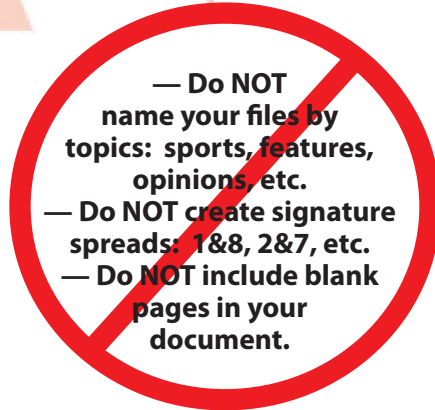 — Do NOT
name your files by
topics: sports, features,
opinions, etc.
— Do NOT create signature
spreads: 1&8, 2&7, etc.
— Do NOT include blank
pages in your
document.